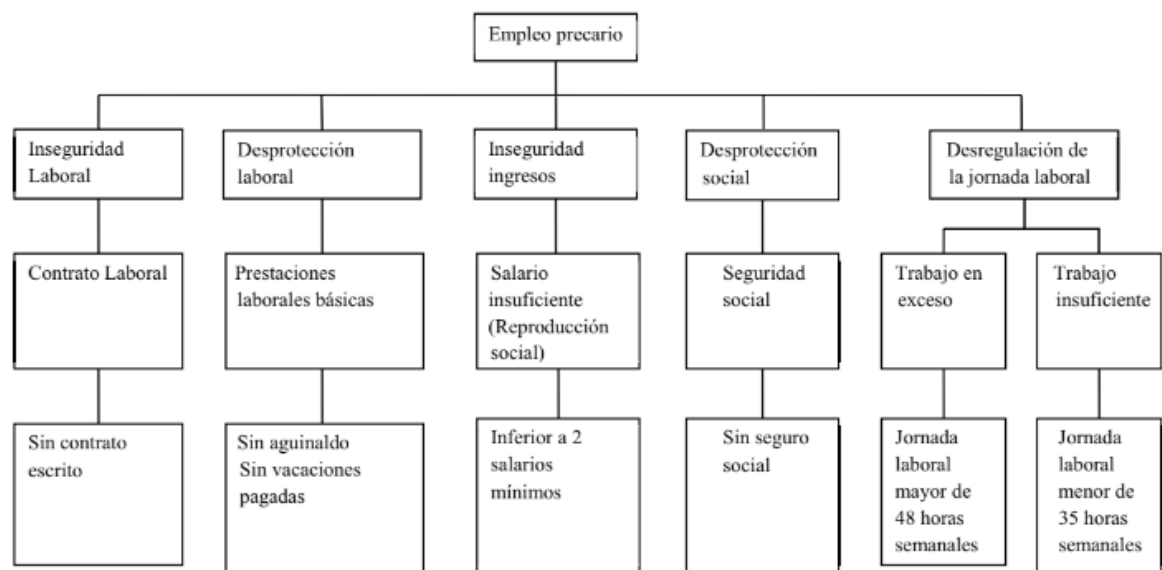 Empleo precario
Inseguridad
Laboral
Desprotección
laboral
Inseguridad
ingresos
Desprotección
social
Desregulación de
la jornada laboral
Contrato Laboral
Prestaciones
laborales básicas
Salario
insuficiente
(Reproducción
social)
Seguridad
social
Trabajo en
exceso
Trabajo
insuficiente
Sin contrato
escrito
Sin aguinaldo
Sin vacaciones
pagadas
Inferior a 2
salarios
mínimos
Sin seguro
social
Jornada
laboral
mayor de
48 horas
semanales
Jornada
laboral
menor de
35 horas
semanales